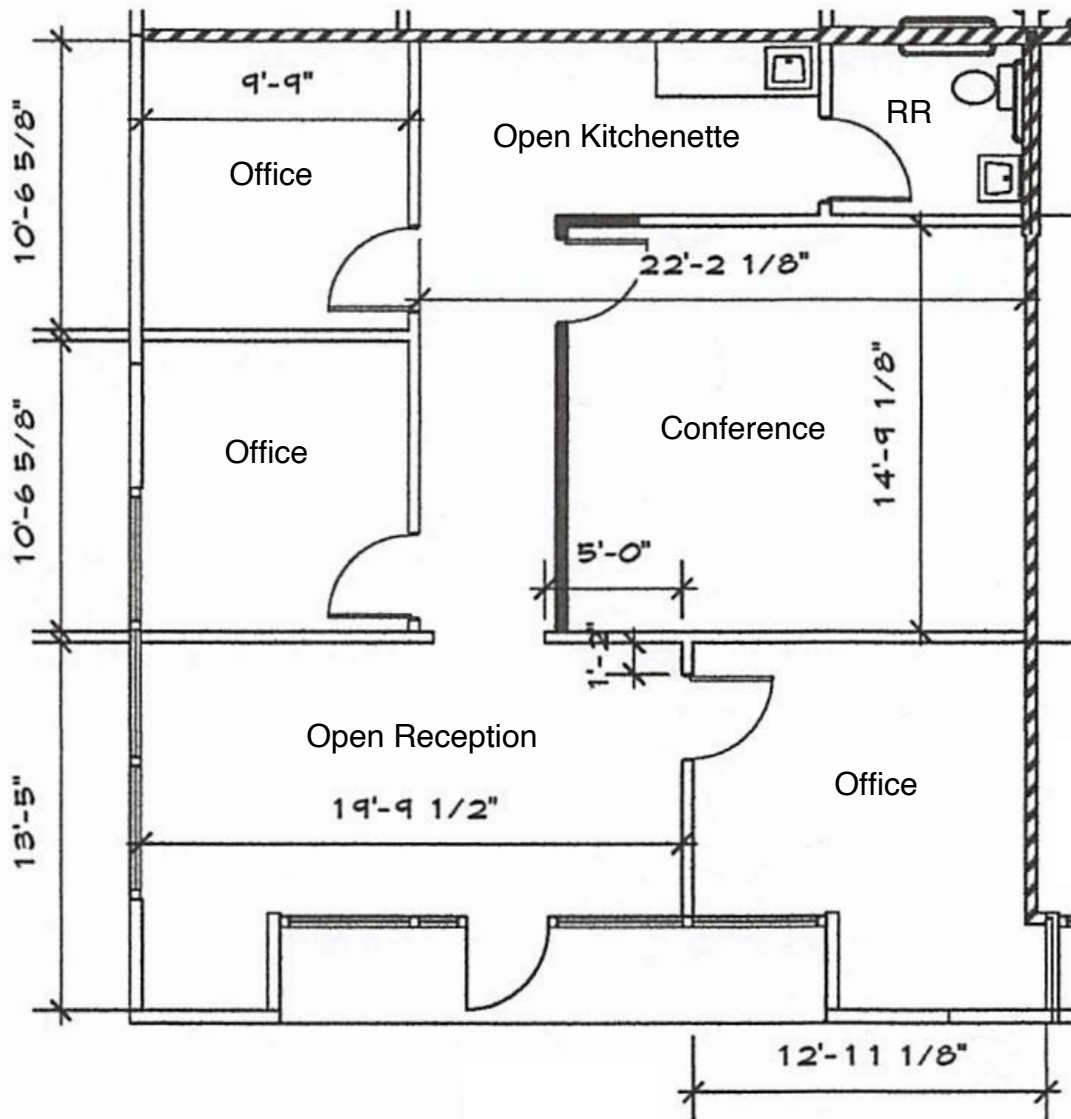 9'-9"
10'-6 5/8"
Office
Open Kitchenette
RR
22'-2 1/8"
10'-6 5/8"
Office
Conference
14'-9 1/8"
5'-0"
Open Reception
Office
19'-9 1/2"
13'-5"
12'-11 1/8"